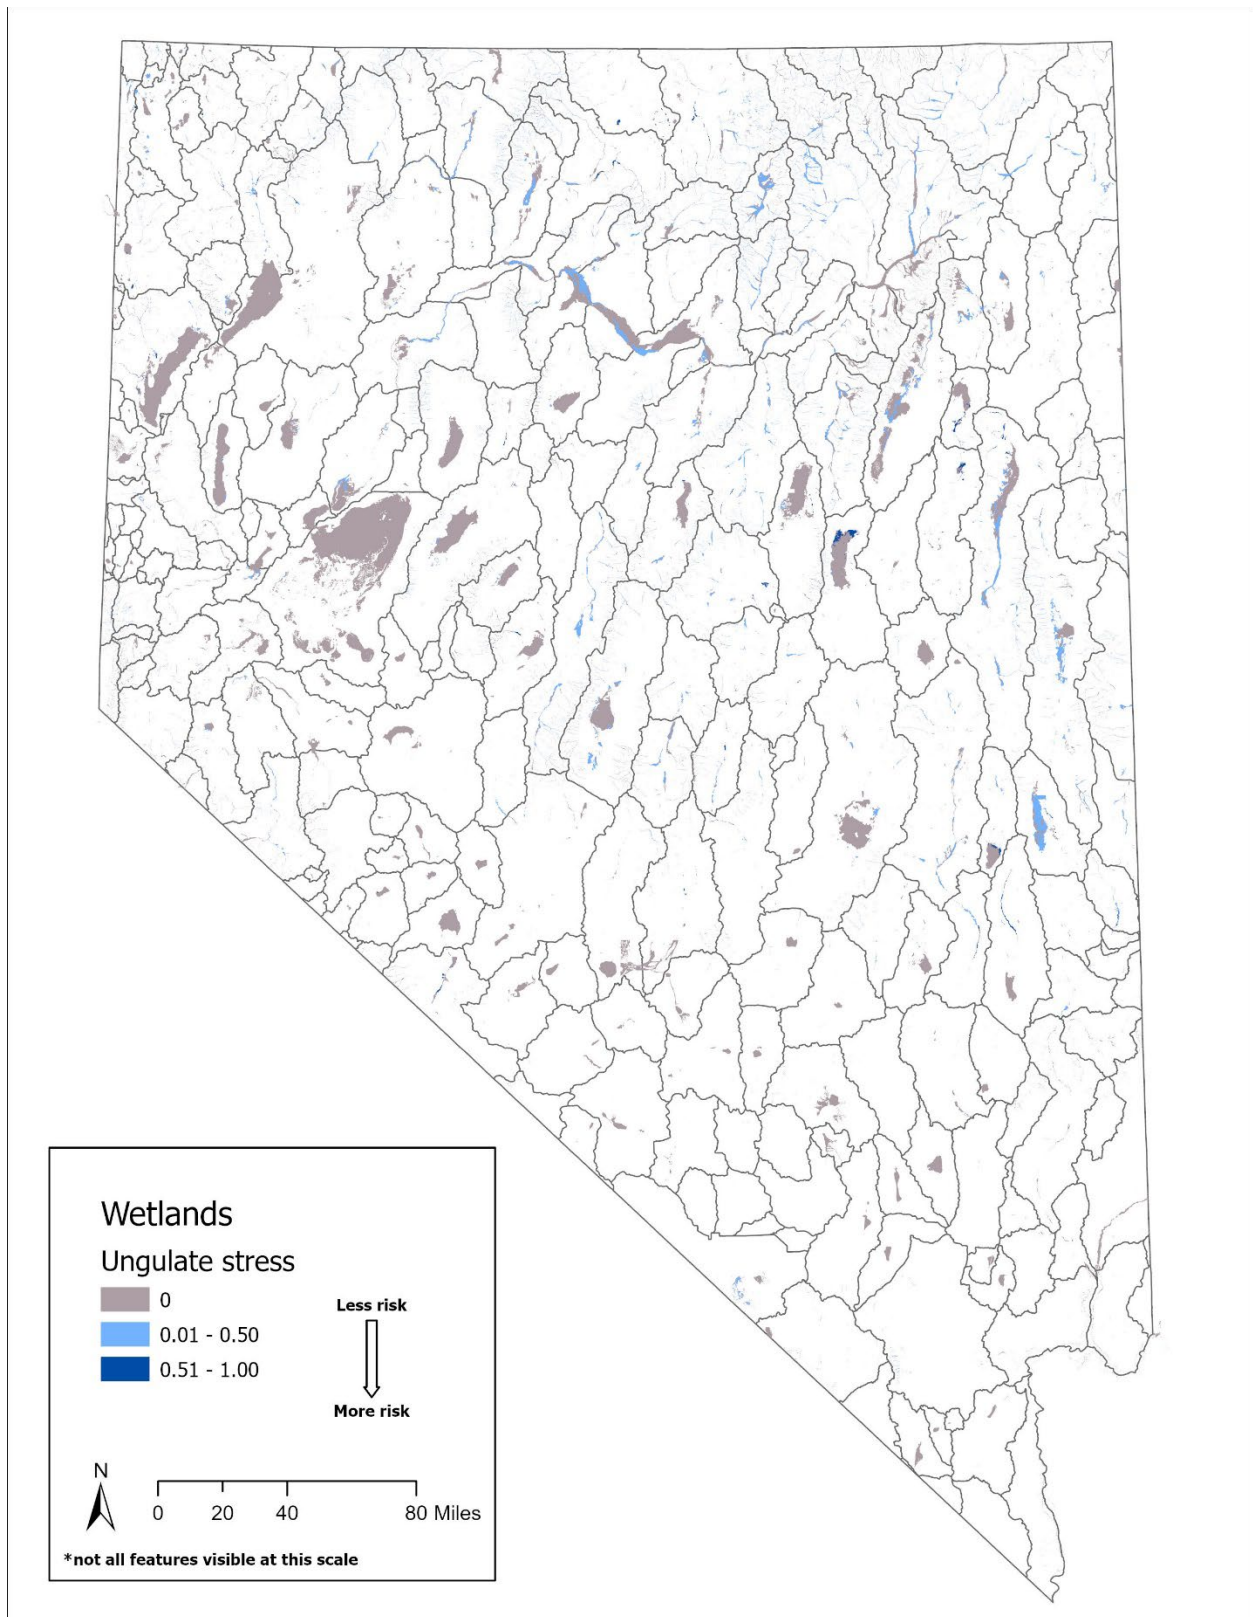 Wetlands
Ungulate stress
0
0.01 - 0.50
0.51 - 1.00
Less risk
More risk
N
0 20 40 80 Miles
*not all features visible at this scale